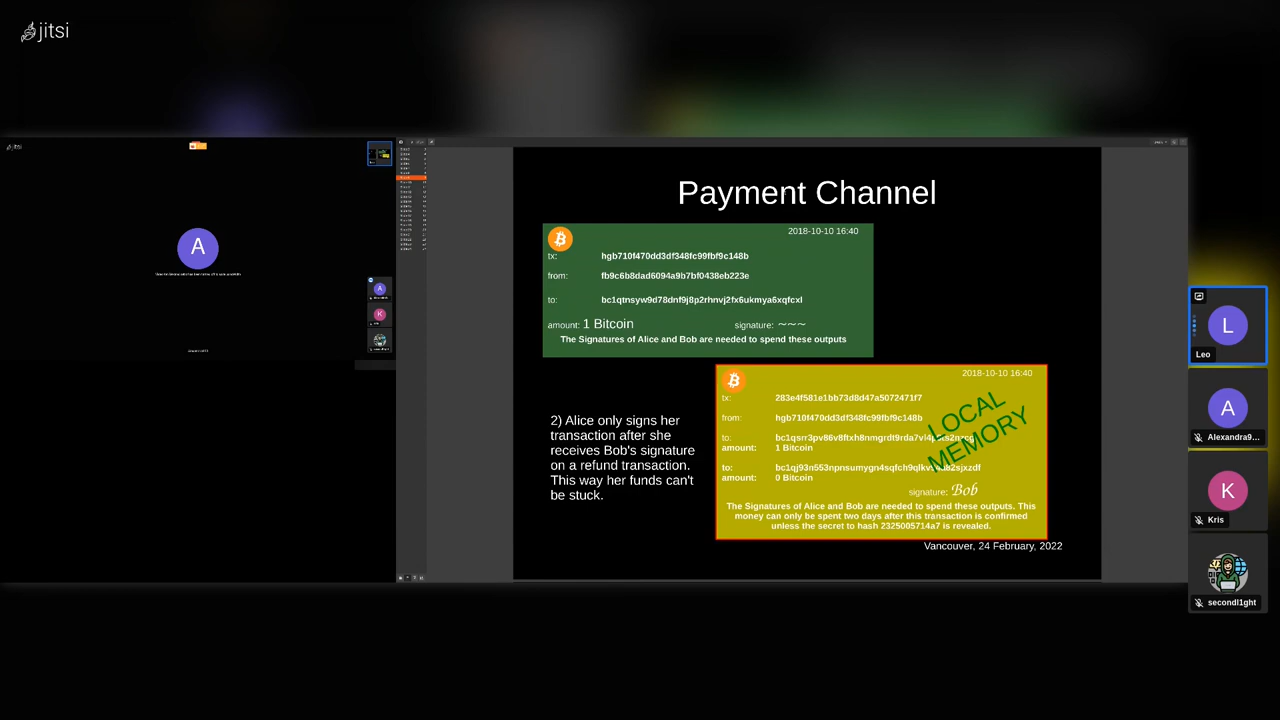 jitsi
jitsi
A
A
K
Payment Channel
2018-10-10 16:40
tx: hgb710f470dd3df348fc99fbf9c148b
from: fb9c6b8dad6094a9b7bf0438eb223e
to: bc1qtnsyw9d78dnf9j8p2rhnvj2fx6ukmya6xqfcxl
amount: 1 Bitcoin signature: ~~~
The Signatures of Alice and Bob are needed to spend these outputs
2) Alice only signs her
transaction after she
receives Bob's signature
on a refund transaction.
This way her funds can't
be stuck.
2018-10-10 16:40
tx: 283e4f581e1bb73d8d47a5072471f7
from: hgb710f470dd3df348fc99fbf9c148b
to:
amount: 1 Bitcoin
to:
amount: 0 Bitcoin
LOCAL
MEMORY
signature: Bob
The Signatures of Alice and Bob are needed to spend these outputs. This
money can only be spent two days after this transaction is confirmed
unless the secret to hash 2325005714a7 is revealed.
Vancouver, 24 February, 2022
L
Leo
A
Alexandra9...
K
Kris
secondl1ght